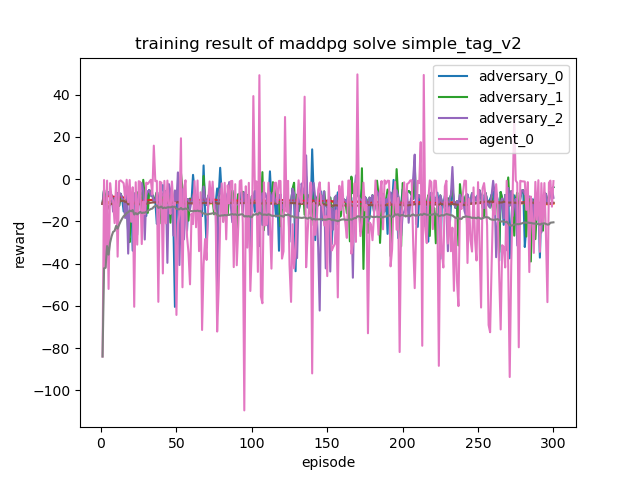 training result of maddpg solve simple_tag_v2
adversary_0
adversary_1
adversary_2
agent_0
40
20
0
−20
−40
−60
−80
−100
reward
0 50 100 150 200 250 300
episode